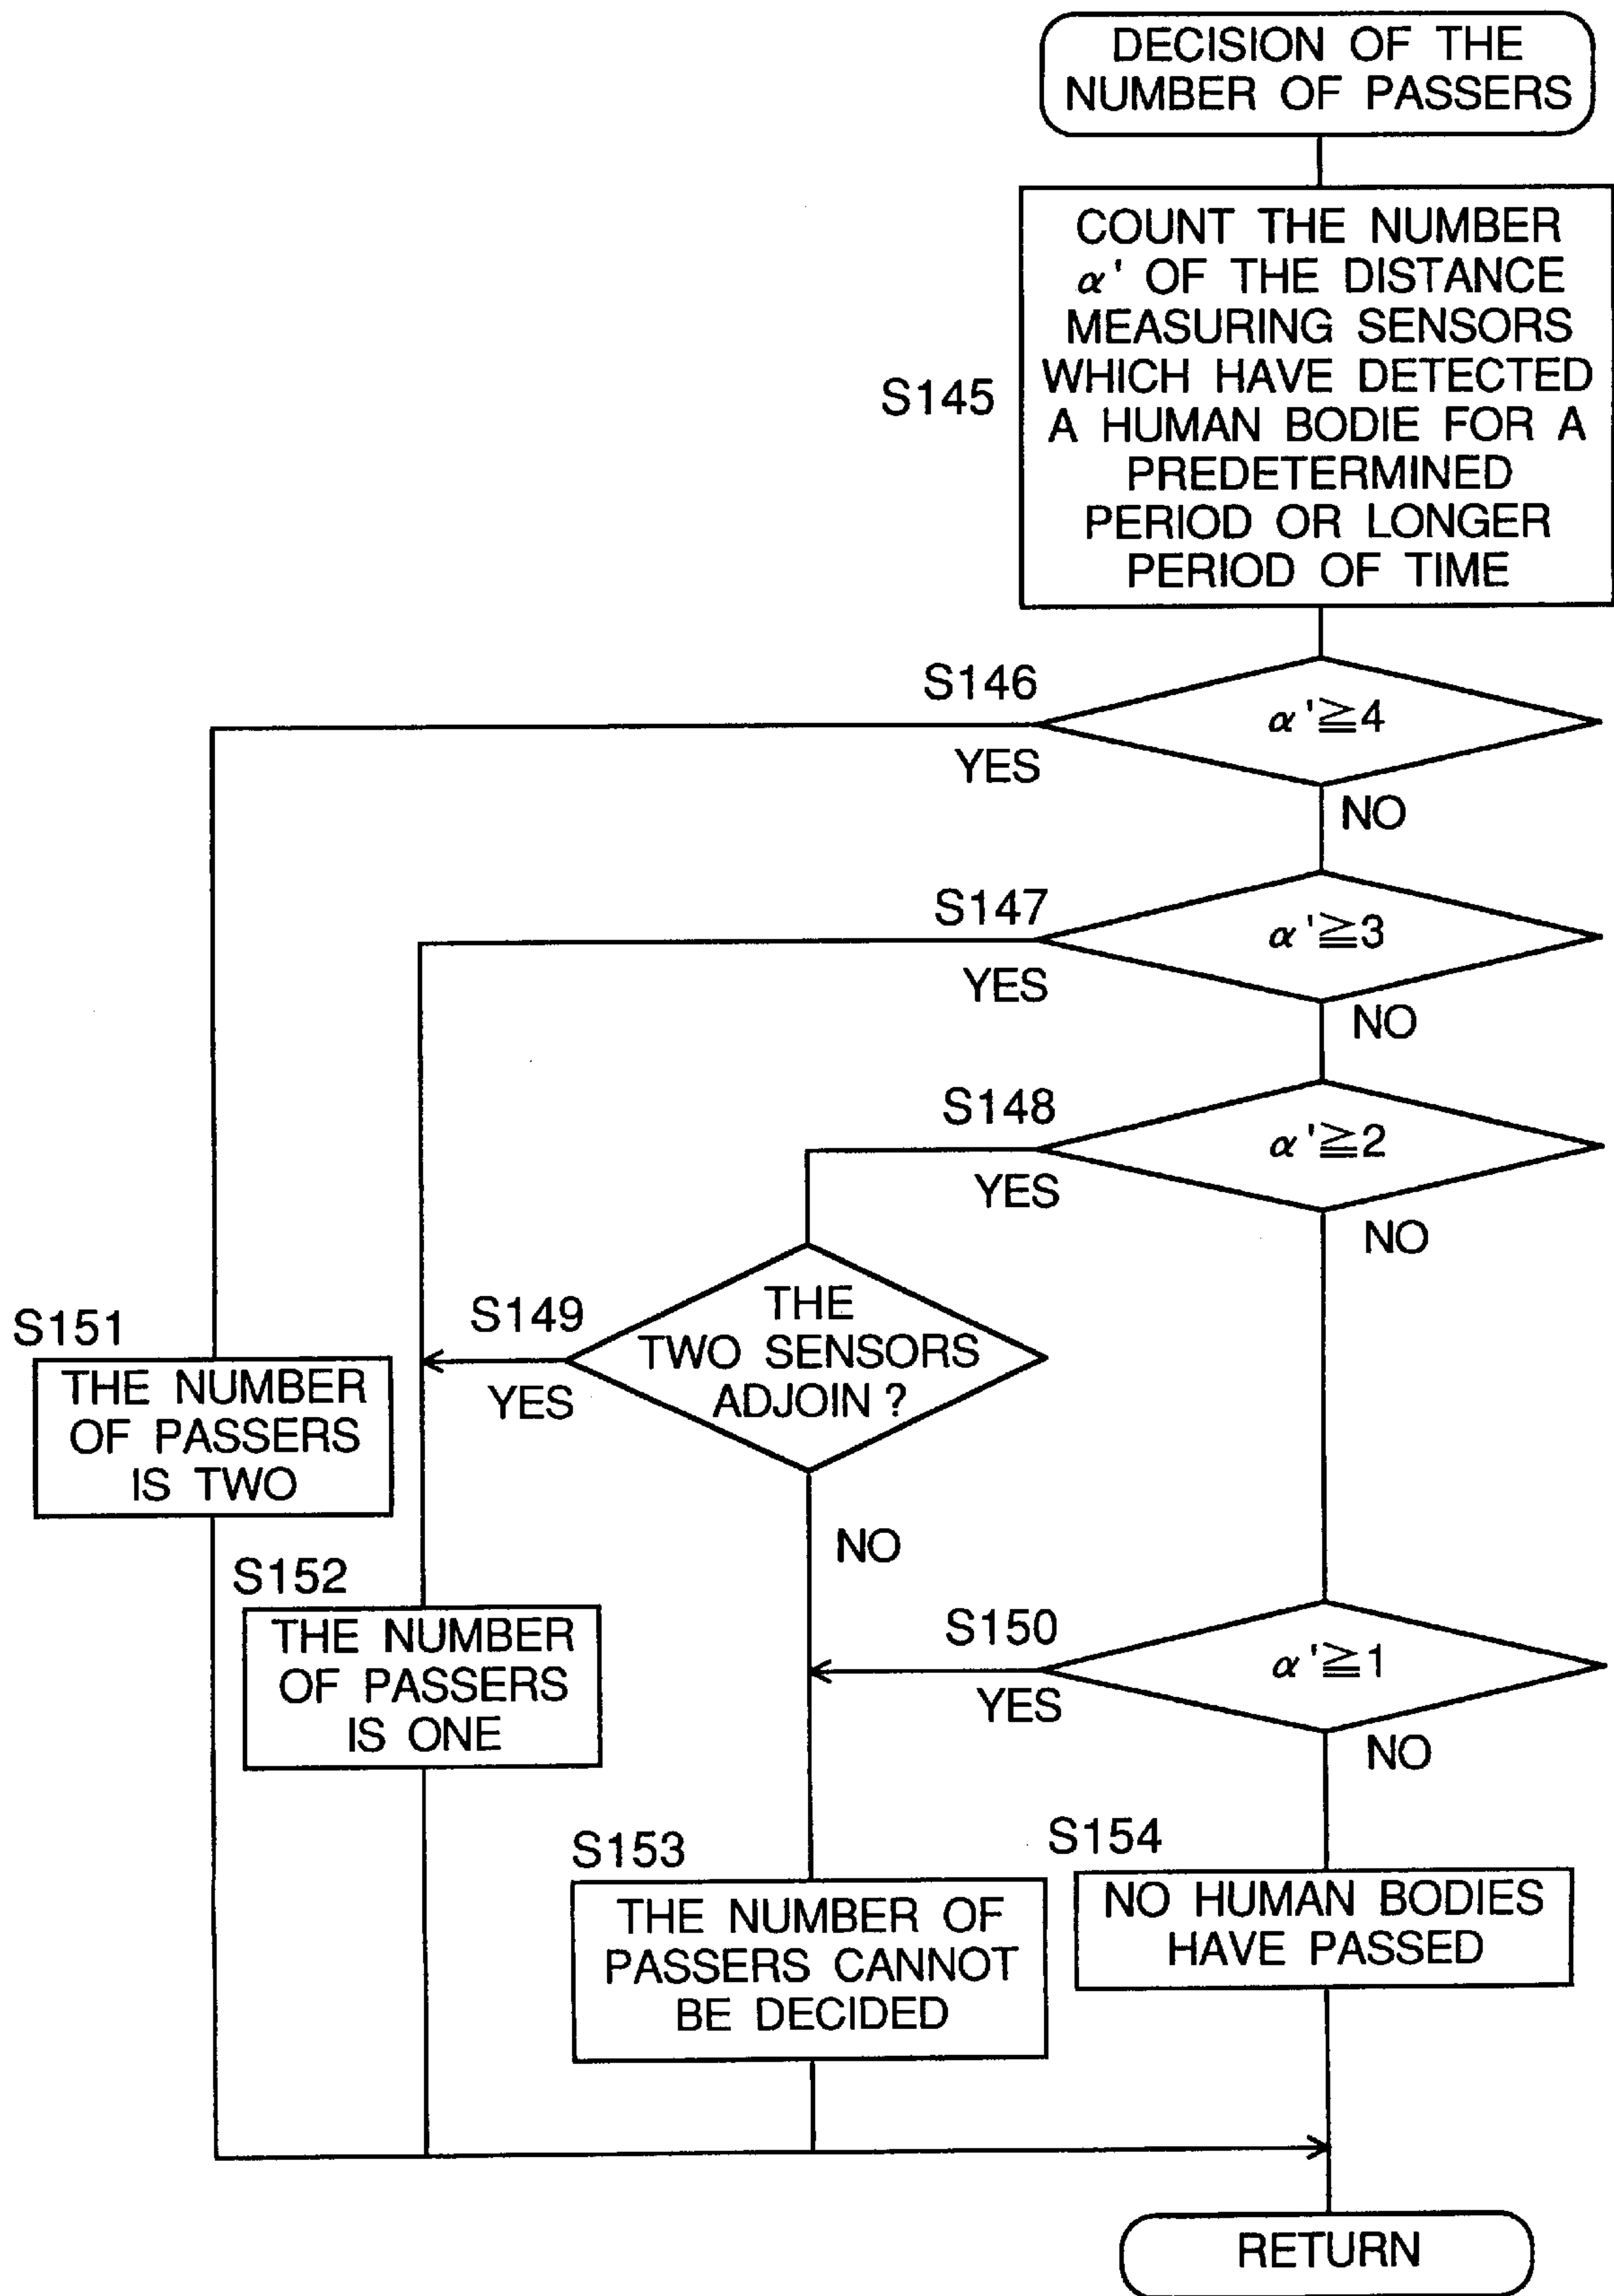 DECISION OF THE
NUMBER OF PASSERS
S145
COUNT THE NUMBER
α' OF THE DISTANCE
MEASURING SENSORS
WHICH HAVE DETECTED
A HUMAN BODIE FOR A
PREDETERMINED
PERIOD OR LONGER
PERIOD OF TIME
S146
α'≧4
YES
NO
S147
α'≧3
YES
NO
S148
α'≧2
YES
NO
S149
THE
TWO SENSORS
ADJOIN ?
YES
NO
S151
THE NUMBER
OF PASSERS
IS TWO
S152
THE NUMBER
OF PASSERS
IS ONE
S150
α'≧1
YES
NO
S153
THE NUMBER OF
PASSERS CANNOT
BE DECIDED
S154
NO HUMAN BODIES
HAVE PASSED
RETURN